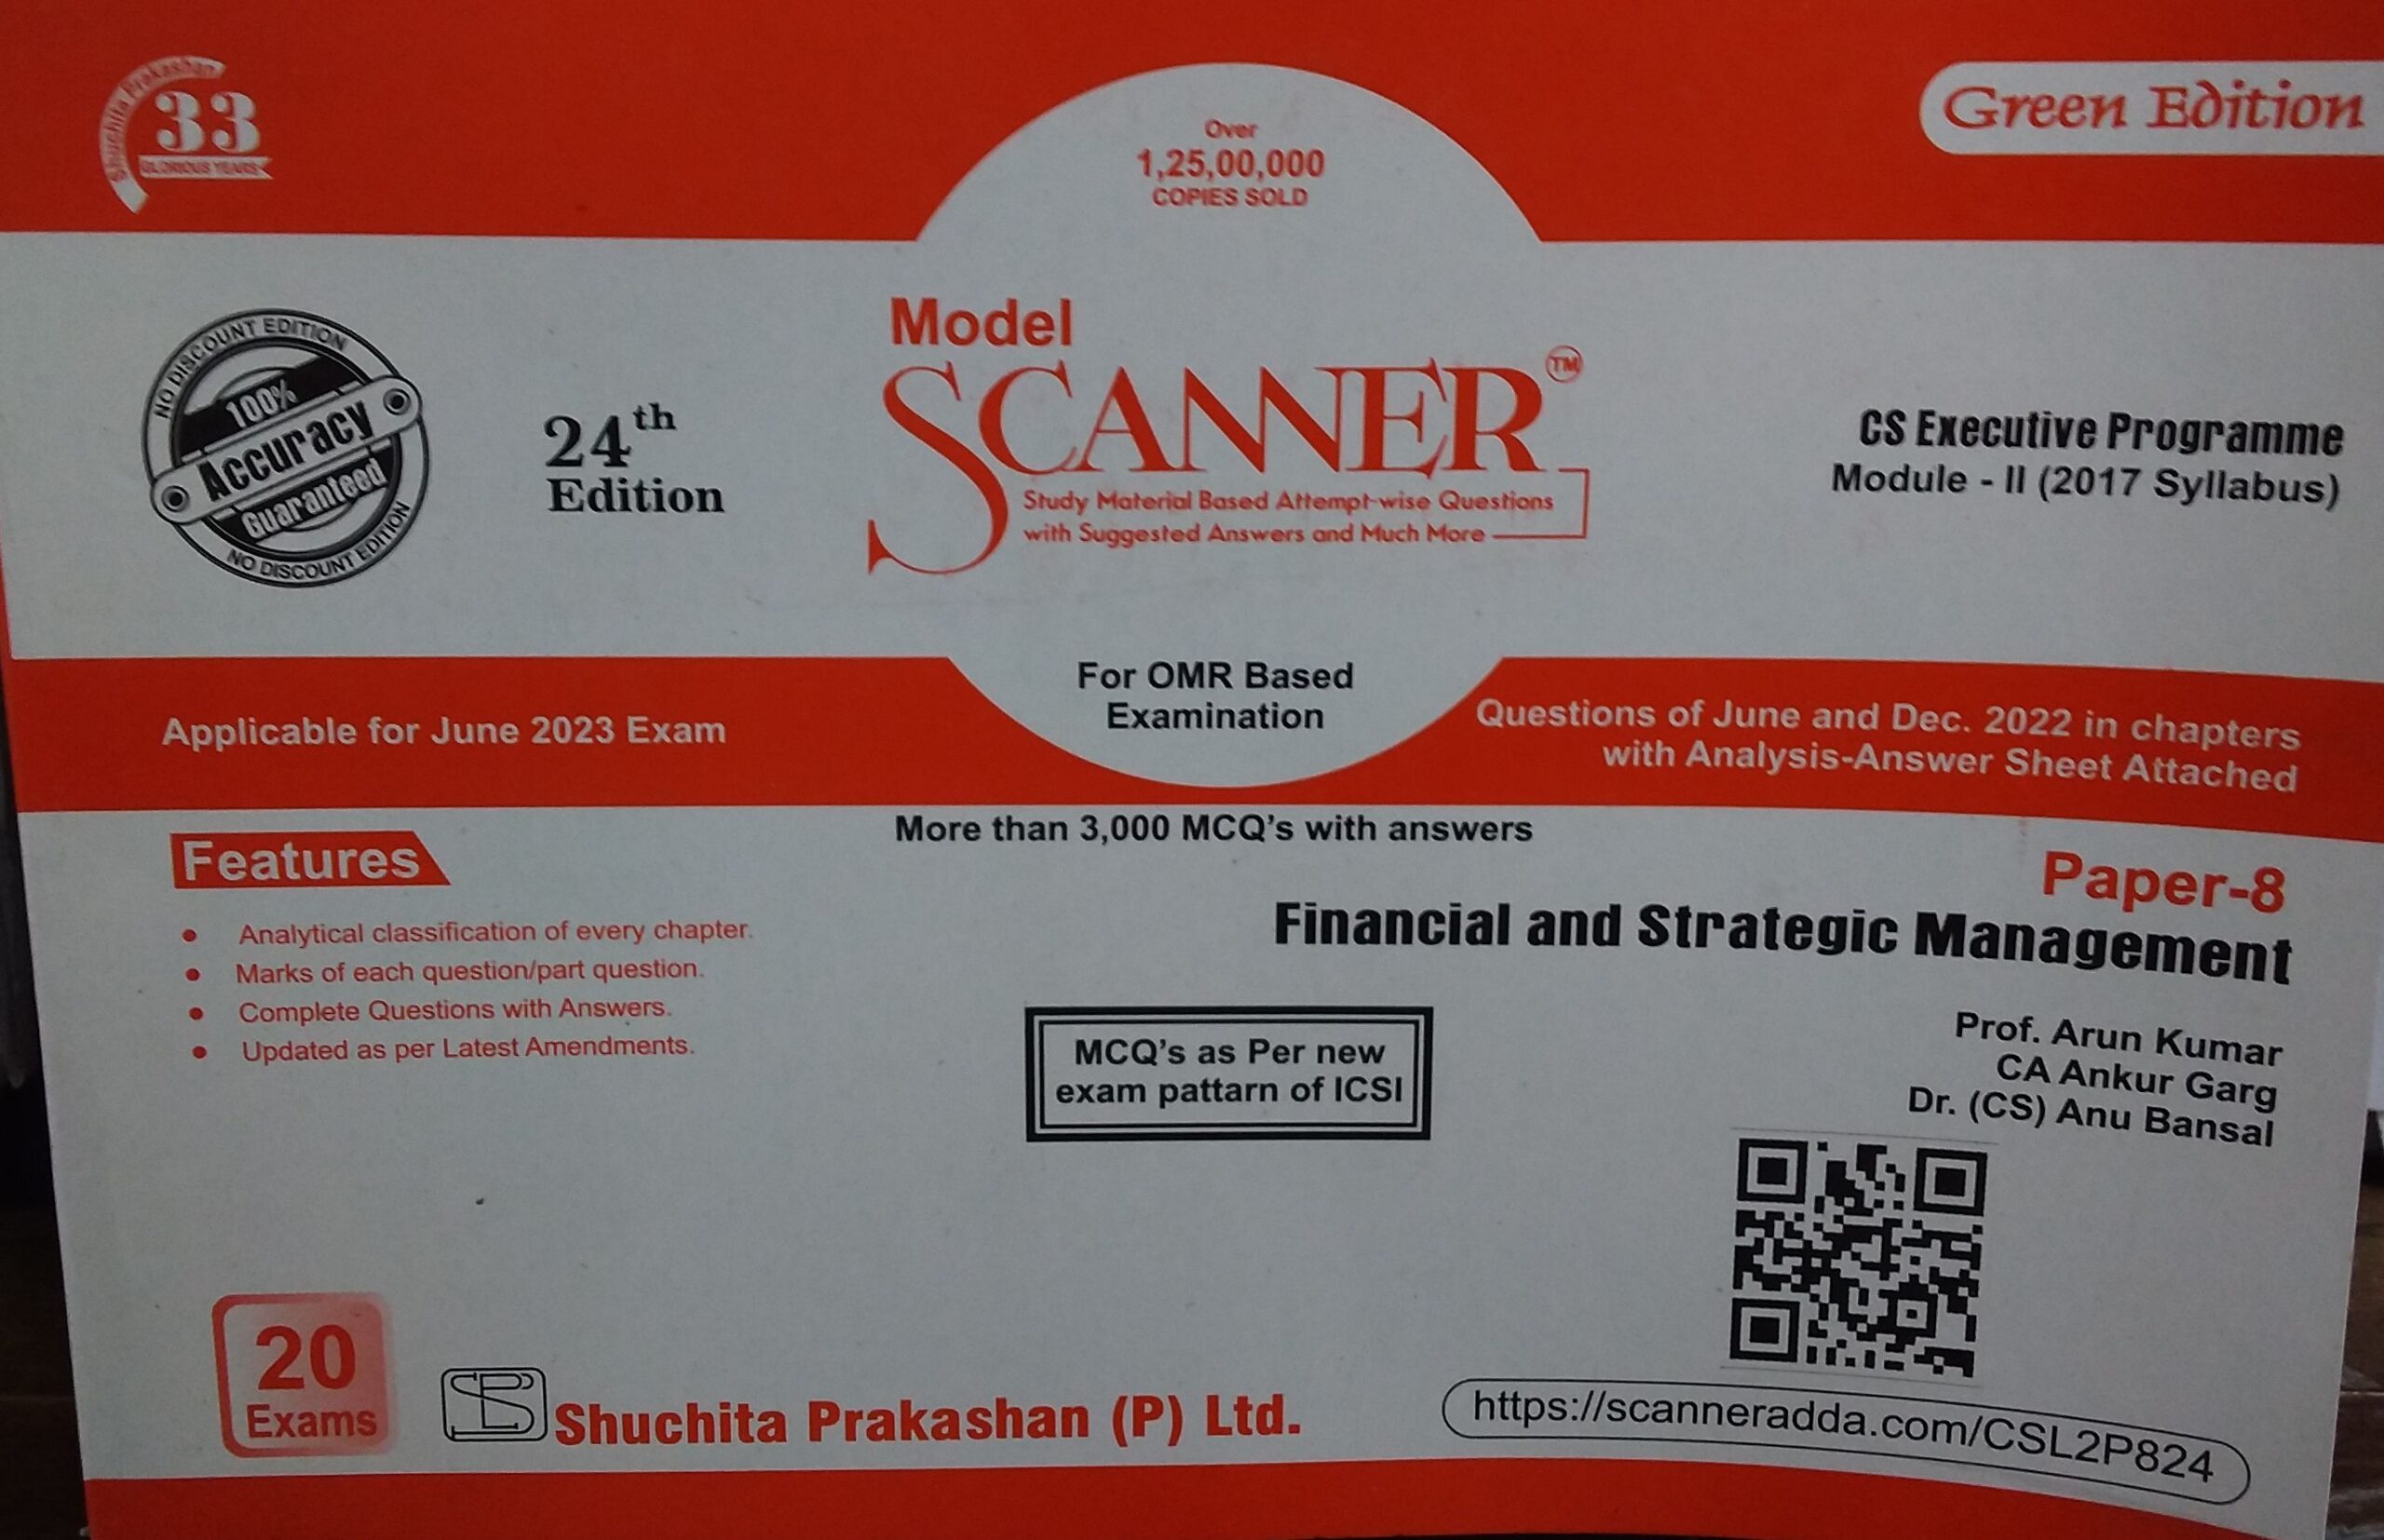 Shuchita Prakashan
33
GLORIOUS YEARS
Over
1,25,00,000
COPIES SOLD
Green Edition
NO DISCOUNT EDITION
100%
Accuracy
Guaranteed
NO DISCOUNT EDITION
24th
Edition
Model
SCANNER TM
Study Material Based Attempt-wise Questions
with Suggested Answers and Much More
CS Executive Programme
Module - II (2017 Syllabus)
Applicable for June 2023 Exam
For OMR Based
Examination
Questions of June and Dec. 2022 in chapters
with Analysis-Answer Sheet Attached
More than 3,000 MCQ's with answers
Features
• Analytical classification of every chapter.
• Marks of each question/part question.
• Complete Questions with Answers.
• Updated as per Latest Amendments.
Paper-8
Financial and Strategic Management
MCQ's as Per new
exam pattarn of ICSI
Prof. Arun Kumar
CA Ankur Garg
Dr. (CS) Anu Bansal
20
Exams
Shuchita Prakashan (P) Ltd.
https://scanneradda.com/CSL2P824